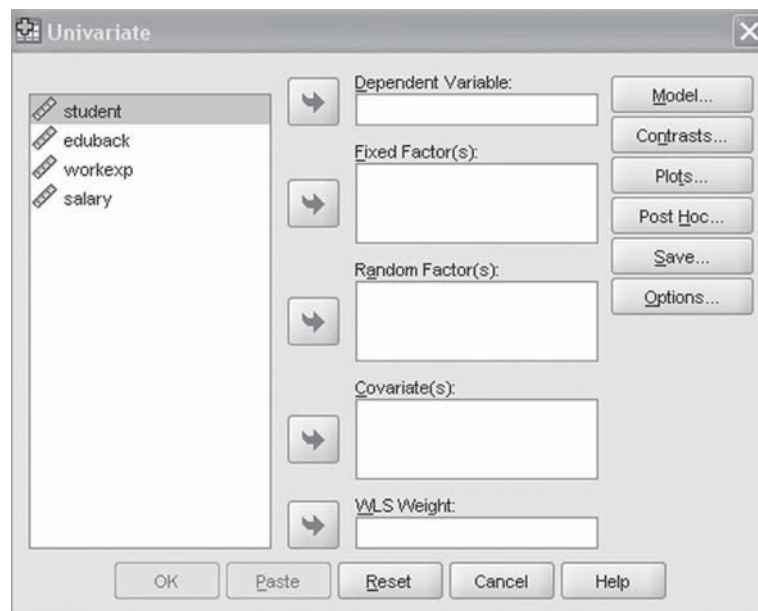 Univariate
student
eduback
workexp
salary
Dependent Variable:
Fixed Factor(s):
Random Factor(s):
Covariate(s):
WLS Weight:
Model...
Contrasts...
Plots...
Post Hoc...
Save...
Options...
OK
Paste
Reset
Cancel
Help